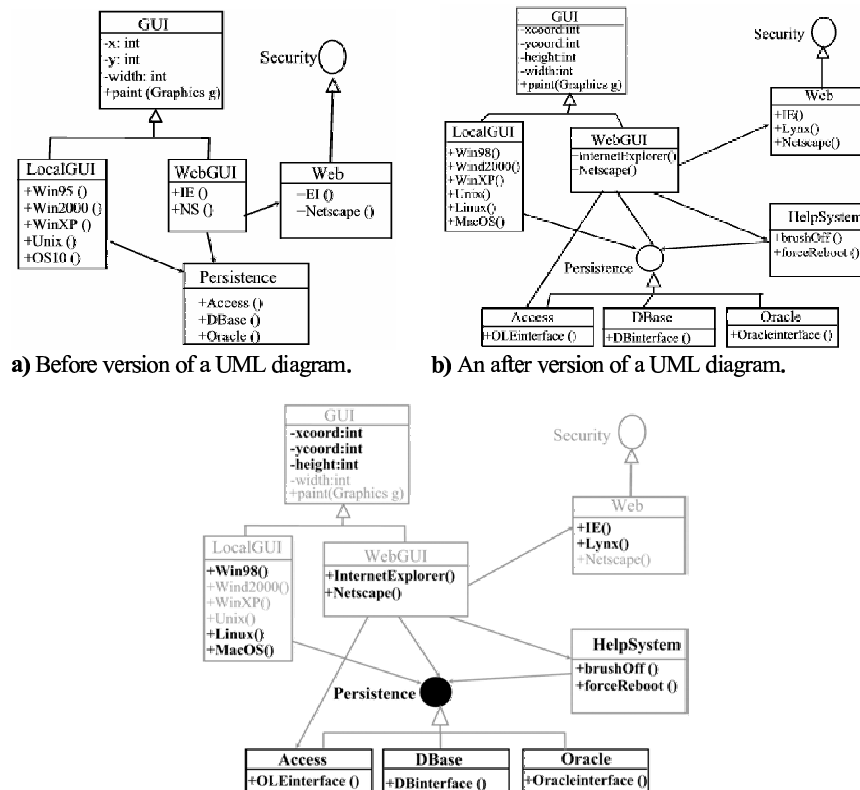 GUI
-x: int
-y: int
-width: int
+paint (Graphics g)
Security
LocalGUI
+Win95 ()
+Win2000 ()
+WinXP ()
+Unix ()
+OS10 ()
WebGUI
+IE ()
+NS ()
Web
−EI ()
−Netscape ()
Persistence
+Access ()
+DBase ()
+Oracle ()
a) Before version of a UML diagram.
GUI
-xcoord:int
-ycoord:int
-height:int
-width:int
+paint(Graphics g)
Security
Web
+IE()
+Lynx()
+Netscape()
LocalGUI
+Win98()
+Wind2000()
+WinXP()
+Unix()
+Linux()
+MacOS()
WebGUI
−internetExplorer()
−Netscape()
HelpSystem
+brushOff ()
+forceReboot ()
Persistence
Access
+OLEinterface ()
DBase
+DBinterface ()
Oracle
+Oracleinterface ()
b) An after version of a UML diagram.
GUI
-xcoord:int
-ycoord:int
-height:int
-width:int
+paint(Graphics g)
Security
Web
+IE()
+Lynx()
+Netscape()
LocalGUI
+Win98()
+Wind2000()
+WinXP()
+Unix()
+Linux()
+MacOS()
WebGUI
+InternetExplorer()
+Netscape()
HelpSystem
+brushOff ()
+forceReboot ()
Persistence
Access
+OLEinterface ()
DBase
+DBinterface ()
Oracle
+Oracleinterface ()